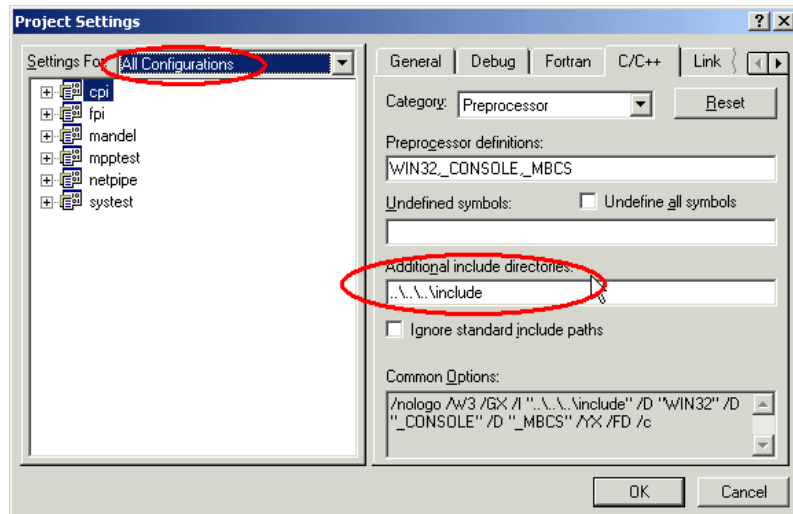 Project Settings
Settings For: All Configurations
cpi
fpi
mandel
mpptest
netpipe
systest
General Debug Fortran C/C++ Link
Category: Preprocessor Reset
Preprocessor definitions:
WIN32,_CONSOLE,_MBCS
Undefined symbols: Undefine all symbols
Additional include directories:
..\..\..\include
Ignore standard include paths
Common Options:
/nologo /W3 /GX /I "..\..\..\include" /D "WIN32" /D
"_CONSOLE" /D "_MBCS" /YX /FD /c
OK Cancel